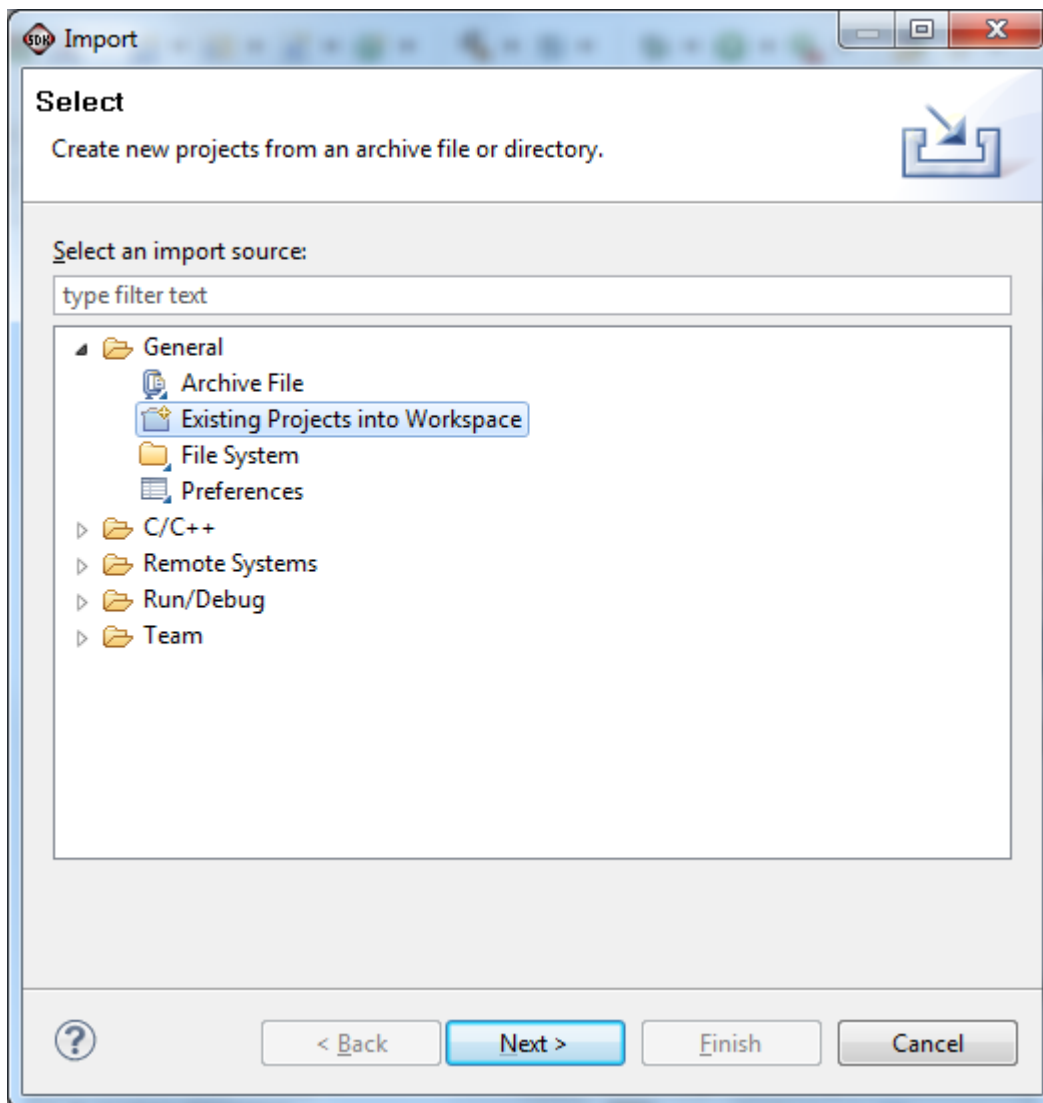 SDK Import
Select
Create new projects from an archive file or directory.
Select an import source:
type filter text
General
Archive File
Existing Projects into Workspace
File System
Preferences
C/C++
Remote Systems
Run/Debug
Team
? < Back Next > Finish Cancel